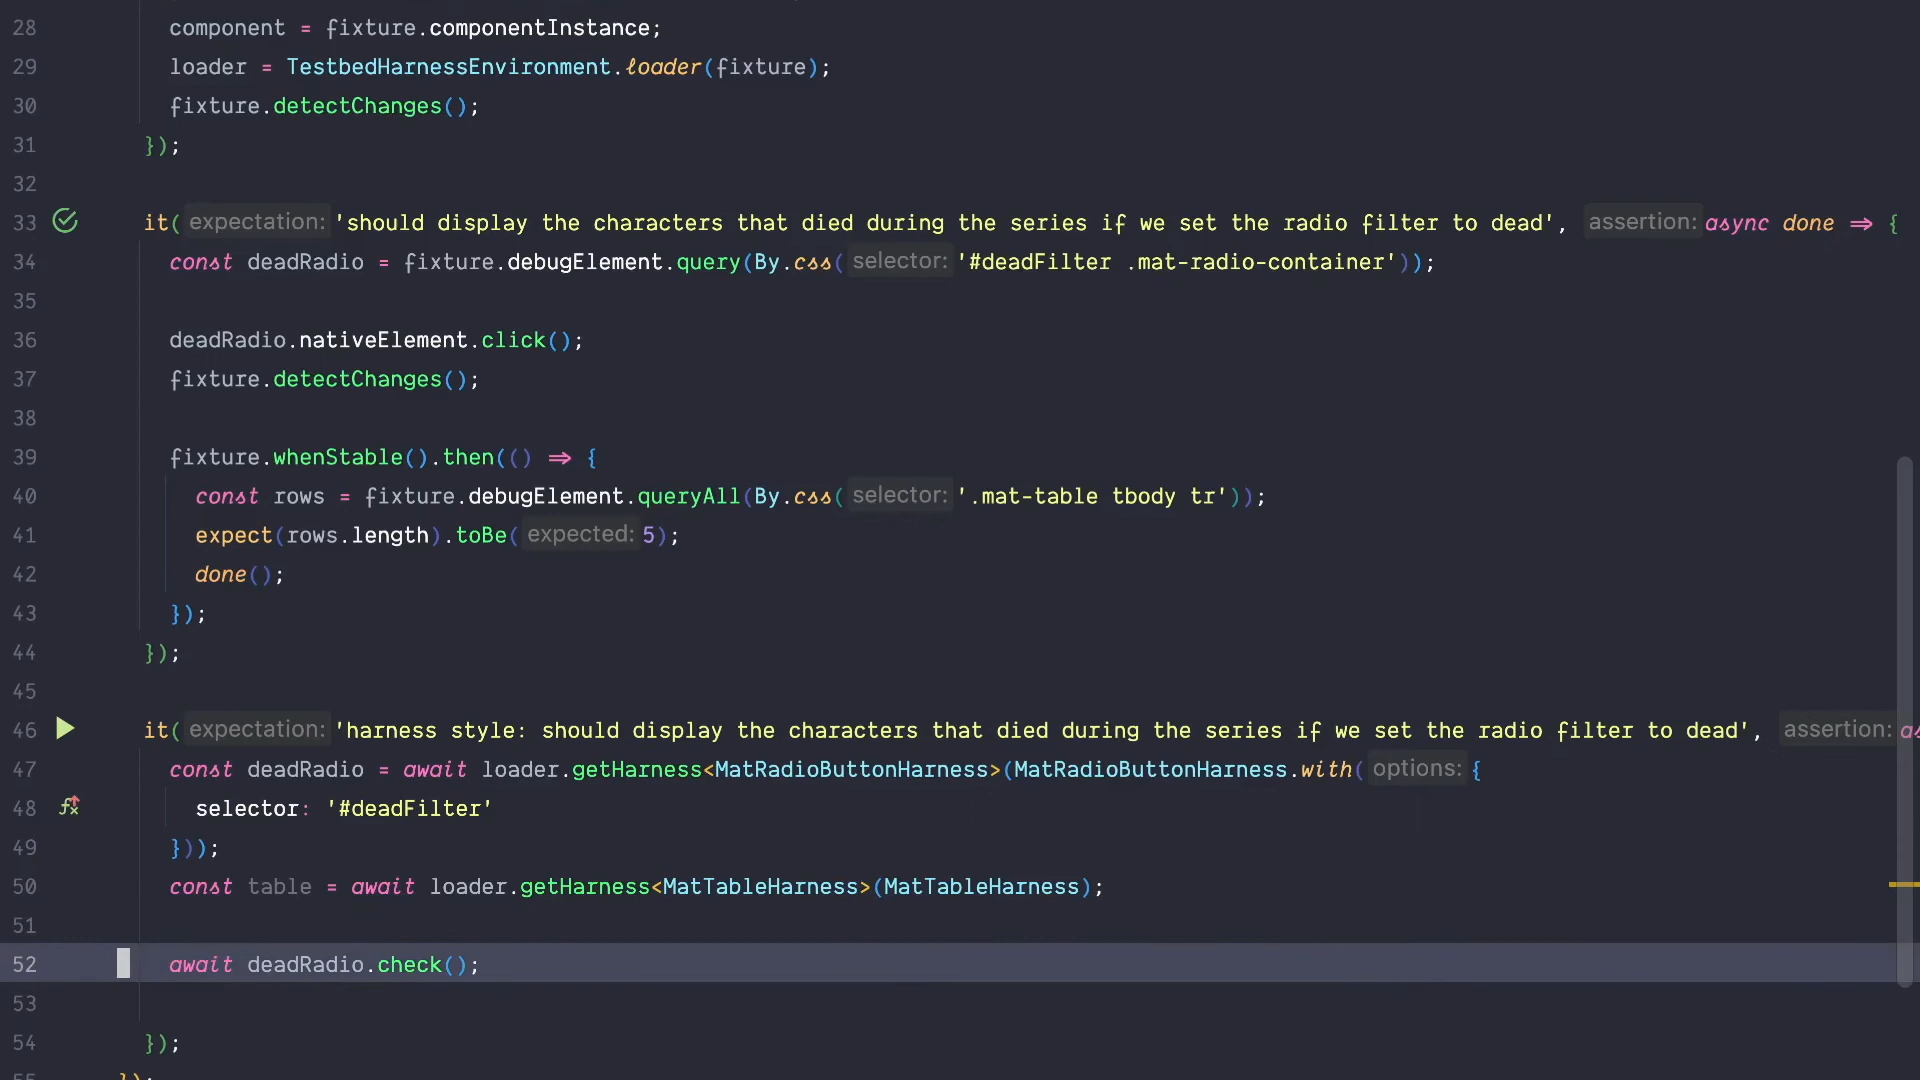 28 component = fixture.componentInstance;
29 loader = TestbedHarnessEnvironment.loader(fixture);
30 fixture.detectChanges();
31 });
32
33 it( expectation: 'should display the characters that died during the series if we set the radio filter to dead', assertion: async done ⇒ {
34 const deadRadio = fixture.debugElement.query(By.css( selector: '#deadFilter .mat-radio-container'));
35
36 deadRadio.nativeElement.click();
37 fixture.detectChanges();
38
39 fixture.whenStable().then(() ⇒ {
40 const rows = fixture.debugElement.queryAll(By.css( selector: '.mat-table tbody tr'));
41 expect(rows.length).toBe( expected: 5);
42 done();
43 });
44 });
45
46 it( expectation: 'harness style: should display the characters that died during the series if we set the radio filter to dead', assertion: as
47 const deadRadio = await loader.getHarness<MatRadioButtonHarness>(MatRadioButtonHarness.with( options: {
48 selector: '#deadFilter'
49 }));
50 const table = await loader.getHarness<MatTableHarness>(MatTableHarness);
51
52 await deadRadio.check();
53
54 });
55 });